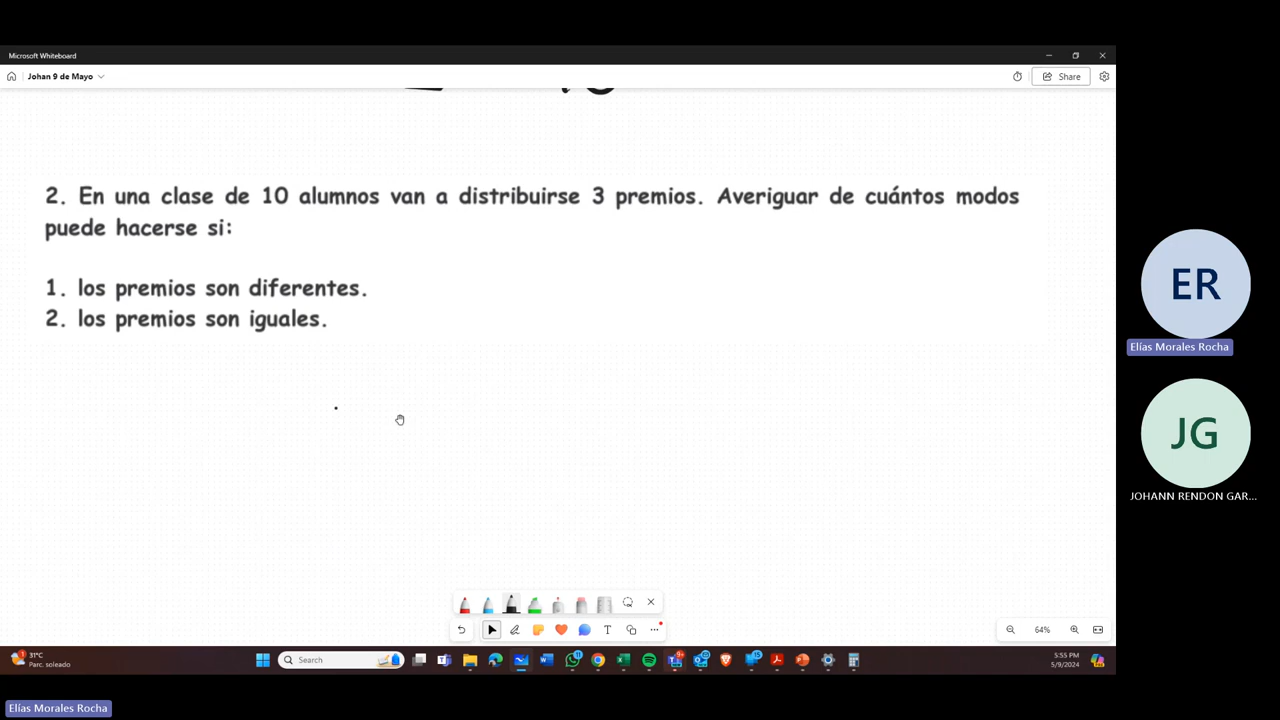 Microsoft Whiteboard
Johan 9 de Mayo
Share
2. En una clase de 10 alumnos van a distribuirse 3 premios. Averiguar de cuántos modos
puede hacerse si:
1. los premios son diferentes.
2. los premios son iguales.
ER
Elías Morales Rocha
JG
JOHANN RENDON GAR...
64%
31°C
Parc. soleado
Search
5:55 PM
5/9/2024
Elías Morales Rocha